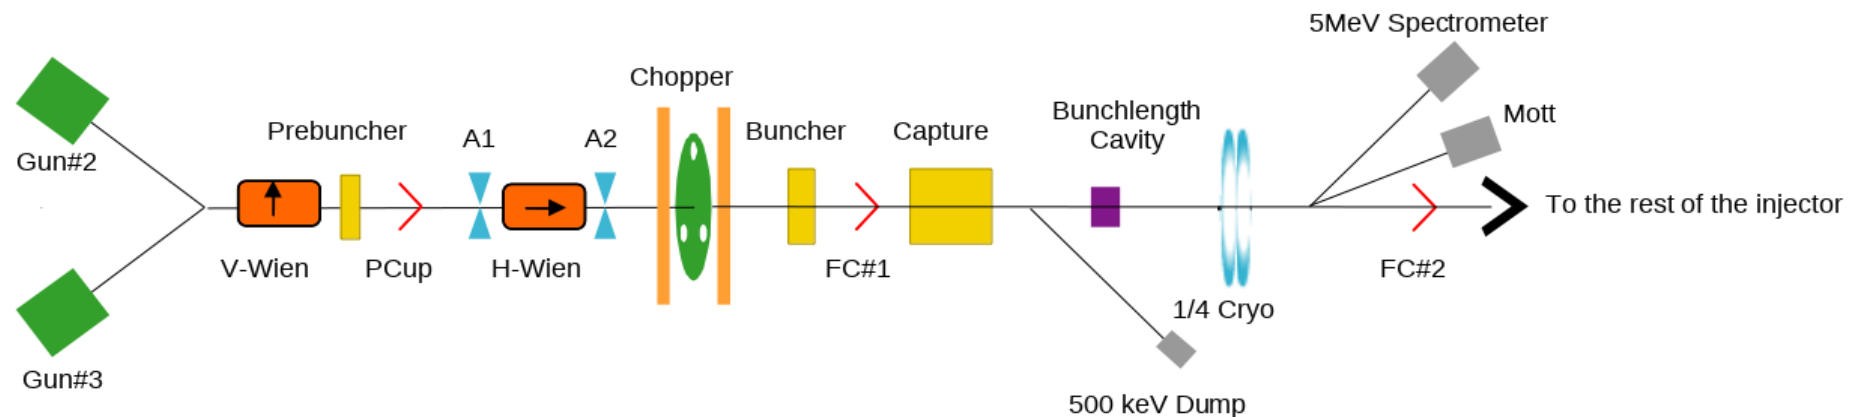 5MeV Spectrometer
Chopper
Bunchlength
Cavity
Mott
Prebuncher
A1
A2
Buncher
Capture
Gun#2
To the rest of the injector
V-Wien
PCup
H-Wien
FC#1
FC#2
1/4 Cryo
Gun#3
500 keV Dump